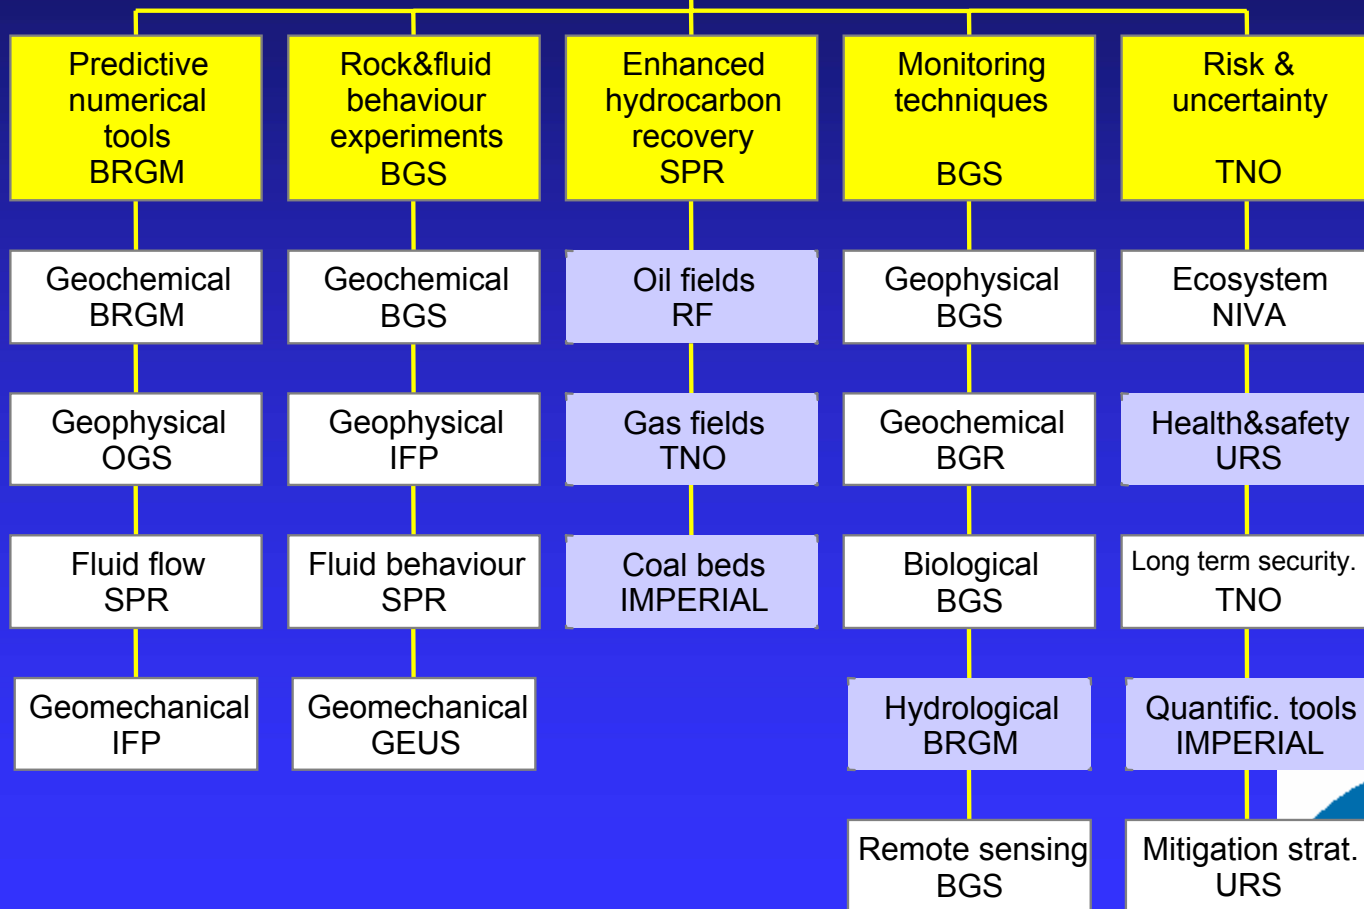 Predictive
numerical
tools
BRGM
Rock&fluid
behaviour
experiments
BGS
Enhanced
hydrocarbon
recovery
SPR
Monitoring
techniques
BGS
Risk &
uncertainty
TNO
Geochemical
BRGM
Geochemical
BGS
Oil fields
RF
Geophysical
BGS
Ecosystem
NIVA
Geophysical
OGS
Geophysical
IFP
Gas fields
TNO
Geochemical
BGR
Health&safety
URS
Fluid flow
SPR
Fluid behaviour
SPR
Coal beds
IMPERIAL
Biological
BGS
Long term security.
TNO
Geomechanical
IFP
Geomechanical
GEUS
Hydrological
BRGM
Quantific. tools
IMPERIAL
Remote sensing
BGS
Mitigation strat.
URS